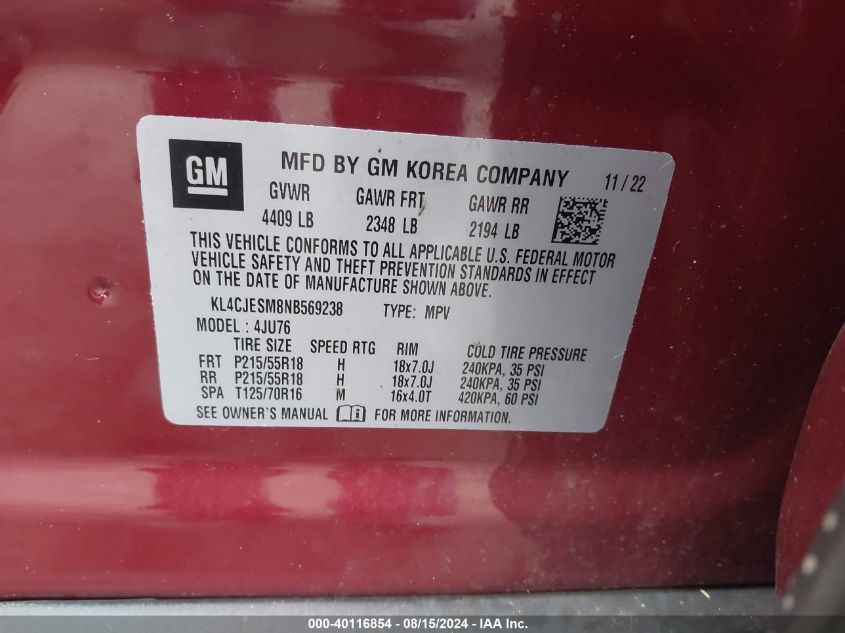 GM
MFD BY GM KOREA COMPANY 11/22
GVWR GAWR FRT GAWR RR
4409 LB 2348 LB 2194 LB
THIS VEHICLE CONFORMS TO ALL APPLICABLE U.S. FEDERAL MOTOR
VEHICLE SAFETY AND THEFT PREVENTION STANDARDS IN EFFECT
ON THE DATE OF MANUFACTURE SHOWN ABOVE.
KL4CJESM8NB569238 TYPE: MPV
MODEL : 4JU76
TIRE SIZE SPEED RTG RIM COLD TIRE PRESSURE
FRT P215/55R18 H 18x7.0J 240KPA, 35 PSI
RR P215/55R18 H 18x7.0J 240KPA, 35 PSI
SPA T125/70R16 M 16x4.0T 420KPA, 60 PSI
SEE OWNER'S MANUAL FOR MORE INFORMATION.
000-40116854 - 08/15/2024 - IAA Inc.